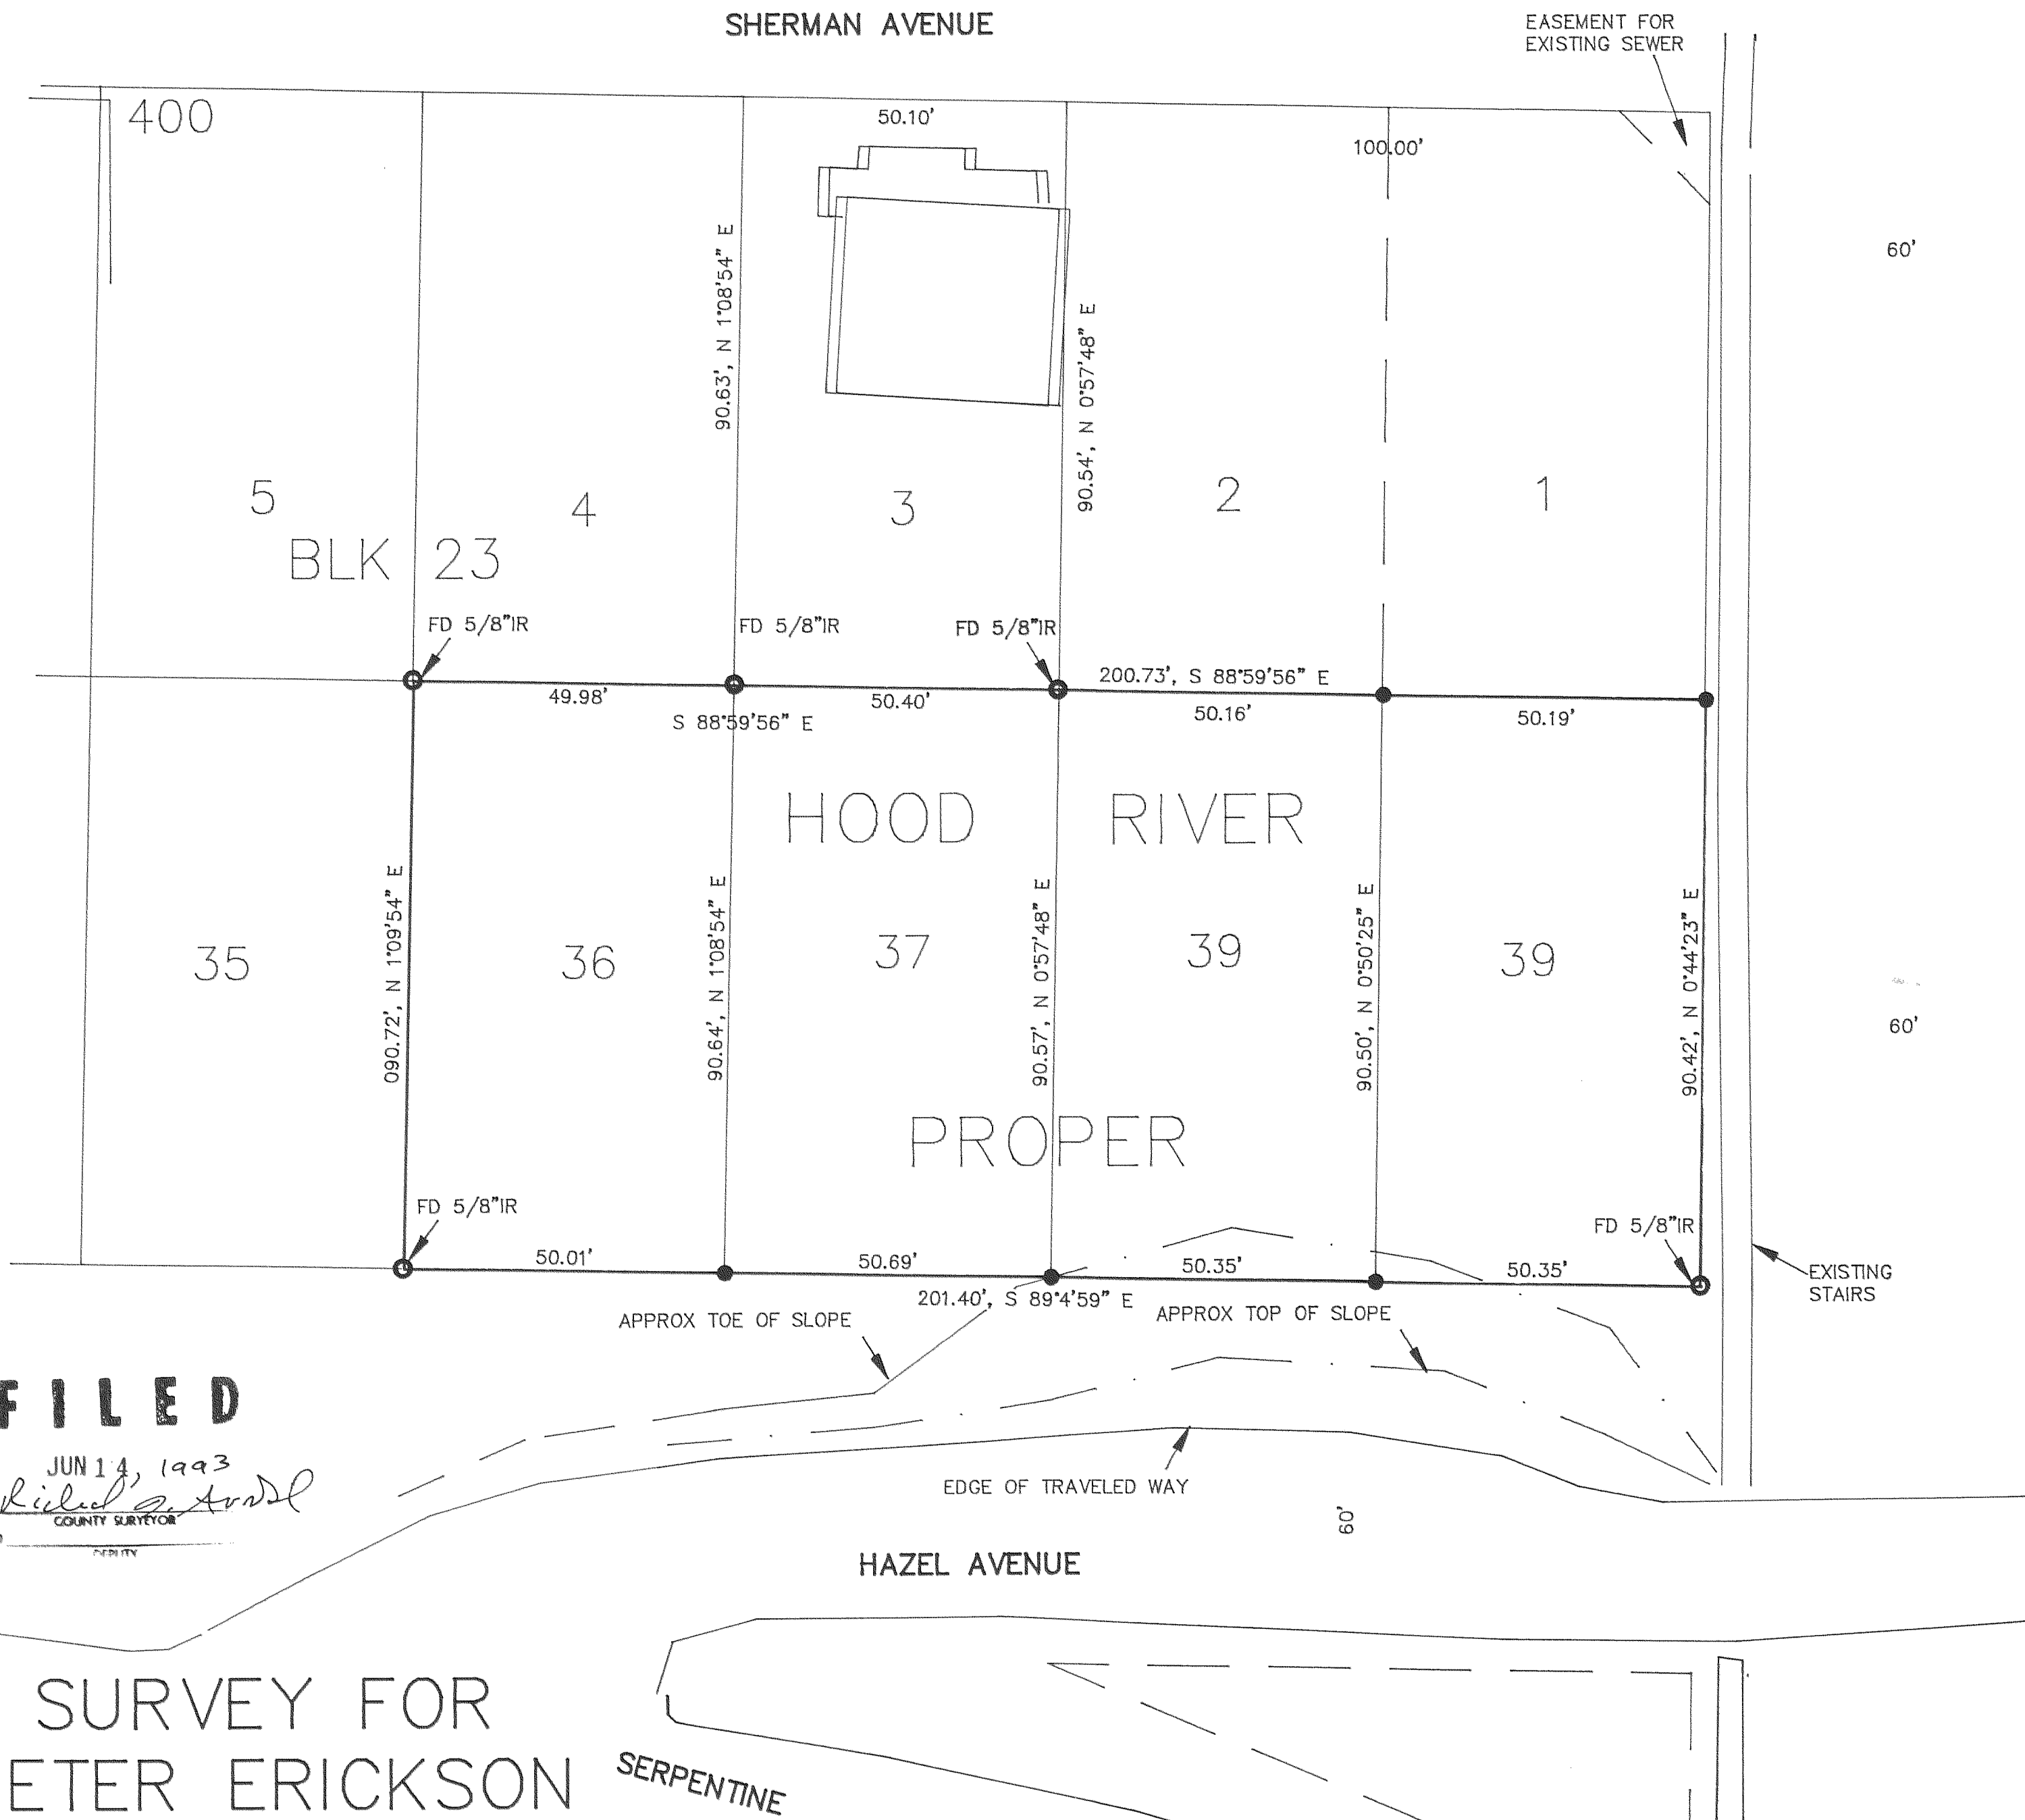 SHERMAN AVENUE
EASEMENT FOR
EXISTING SEWER
400
50.10'
100.00'
60'
90.63', N 1°08'54" E
90.54', N 0°57'48" E
5
4
3
2
1
BLK 23
FD 5/8"IR
FD 5/8"IR
FD 5/8"IR
200.73', S 88°59'56" E
49.98'
50.40'
50.16'
50.19'
S 88°59'56" E
HOOD RIVER
090.72', N 1°09'54" E
90.64', N 1°08'54" E
90.57', N 0°57'48" E
90.50', N 0°50'25" E
90.42', N 0°44'23" E
35
36
37
39
39
60'
PROPER
FD 5/8"IR
FD 5/8"IR
50.01'
50.69'
50.35'
50.35'
201.40', S 89°4'59" E
EXISTING
STAIRS
APPROX TOE OF SLOPE
APPROX TOP OF SLOPE
FILED
JUN 14, 1993
COUNTY SURVEYOR
DEPUTY
EDGE OF TRAVELED WAY
60'
HAZEL AVENUE
SURVEY FOR
ETER ERICKSON
SERPENTINE